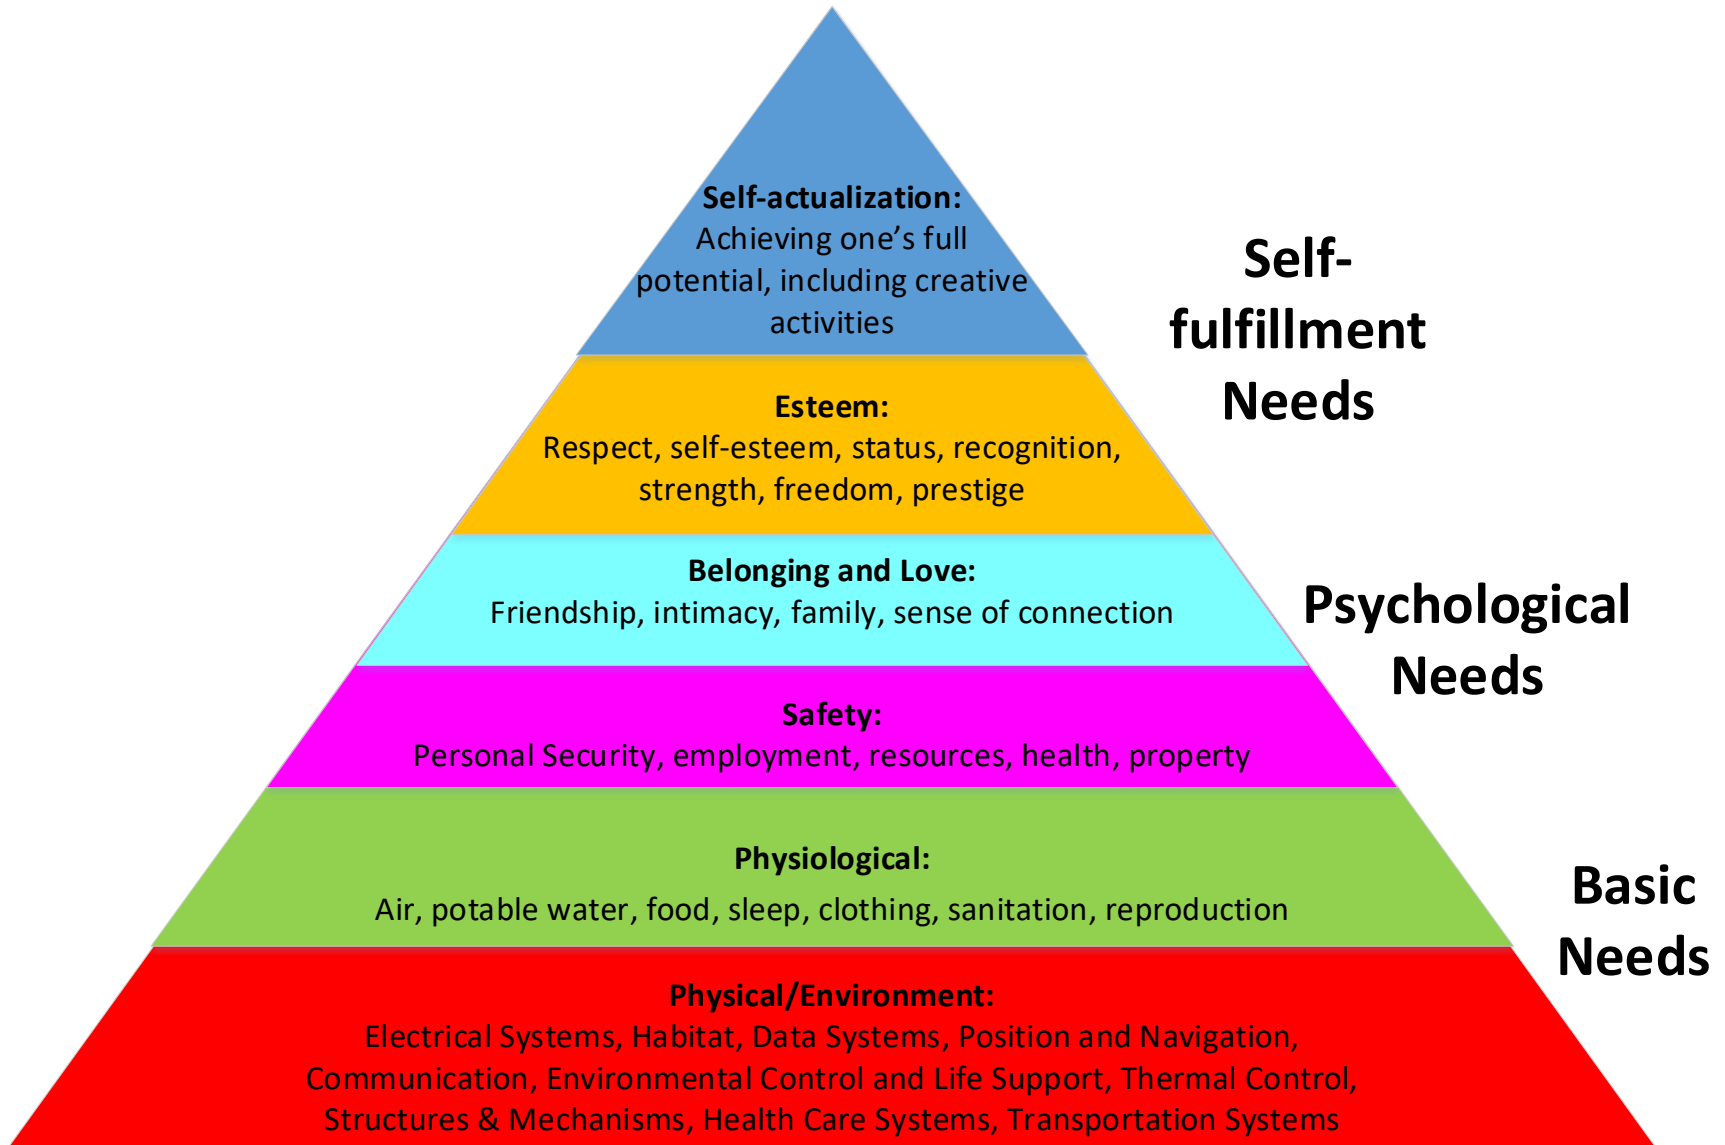 Self-actualization:
Achieving one’s full
potential, including creative
activities
Self-
fulfillment
Needs
Esteem:
Respect, self-esteem, status, recognition,
strength, freedom, prestige
Belonging and Love:
Friendship, intimacy, family, sense of connection
Psychological
Needs
Safety:
Personal Security, employment, resources, health, property
Physiological:
Air, potable water, food, sleep, clothing, sanitation, reproduction
Basic
Needs
Physical/Environment:
Electrical Systems, Habitat, Data Systems, Position and Navigation,
Communication, Environmental Control and Life Support, Thermal Control,
Structures & Mechanisms, Health Care Systems, Transportation Systems